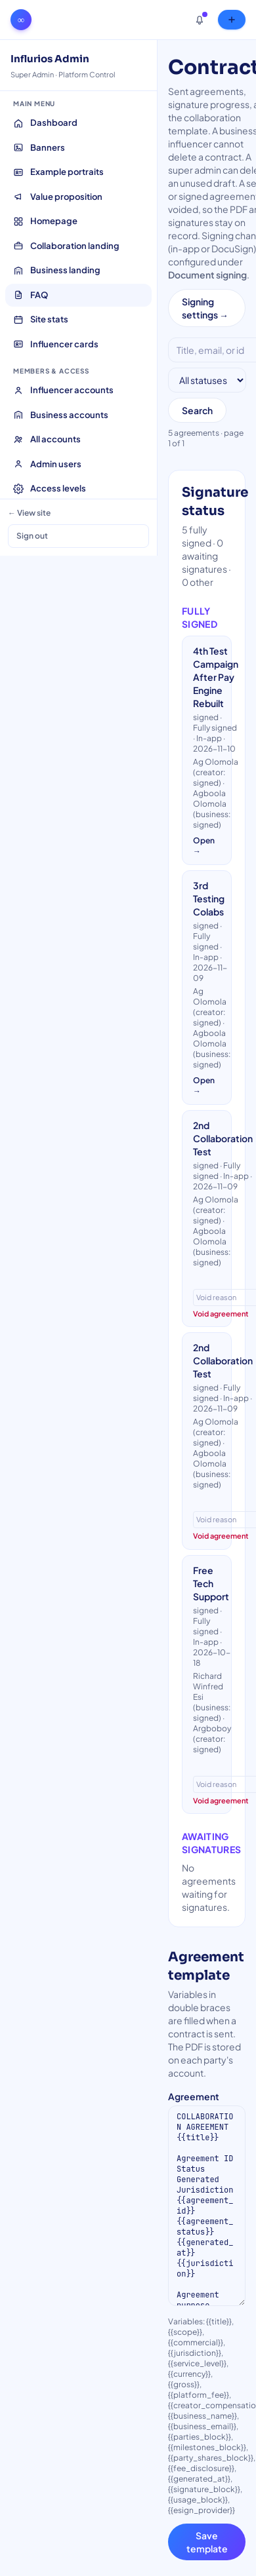 Influrios Admin
Super Admin · Platform Control
MAIN MENU
Dashboard
Banners
Example portraits
Value proposition
Homepage
Collaboration landing
Business landing
FAQ
Site stats
Influencer cards
MEMBERS & ACCESS
Influencer accounts
Business accounts
All accounts
Admin users
Access levels
← View site
Sign out
Contract
Sent agreements,
signature progress, a
the collaboration
template. A business
influencer cannot
delete a contract. A
super admin can dele
an unused draft. A se
or signed agreement
voided, so the PDF a
signatures stay on
record. Signing chan
(in-app or DocuSign)
configured under
Document signing.
Signing
settings →
Title, email, or id
All statuses
Search
5 agreements · page
1 of 1
Signature
status
5 fully
signed · 0
awaiting
signatures ·
0 other
FULLY
SIGNED
4th Test
Campaign
After Pay
Engine
Rebuilt
signed ·
Fully signed
· In-app ·
2026-11-10
Ag Olomola
(creator:
signed) ·
Agboola
Olomola
(business:
signed)
Open
→
3rd
Testing
Colabs
signed ·
Fully
signed ·
In-app ·
2026-11-
09
Ag
Olomola
(creator:
signed) ·
Agboola
Olomola
(business:
signed)
Open
→
2nd
Collaboration
Test
signed · Fully
signed · In-app ·
2026-11-09
Ag Olomola
(creator:
signed) ·
Agboola
Olomola
(business:
signed)
Void reason
Void agreement
2nd
Collaboration
Test
signed · Fully
signed · In-app ·
2026-11-09
Ag Olomola
(creator:
signed) ·
Agboola
Olomola
(business:
signed)
Void reason
Void agreement
Free
Tech
Support
signed ·
Fully
signed ·
In-app ·
2026-10-
18
Richard
Winfred
Esi
(business:
signed) ·
Argboboy
(creator:
signed)
Void reason
Void agreement
AWAITING
SIGNATURES
No
agreements
waiting for
signatures.
Agreement
template
Variables in double
braces are filled when a
contract is sent.
The PDF is stored
on each party's
account.
Agreement
COLLABORATIO
N AGREEMENT
{{title}}
Agreement ID
Status
Generated
Jurisdiction
{{agreement_
id}}
{{agreement_
status}}
{{generated_
at}}
{{jurisdicti
on}}
Agreement
purpose
Variables: {{title}},
{{scope}},
{{commercial}},
{{jurisdiction}},
{{service_level}},
{{currency}},
{{gross}},
{{platform_fee}},
{{creator_compensatio
{{business_name}},
{{business_email}},
{{parties_block}},
{{milestones_block}},
{{party_shares_block}},
{{fee_disclosure}},
{{generated_at}},
{{signature_block}},
{{usage_block}},
{{esign_provider}}
Save
template